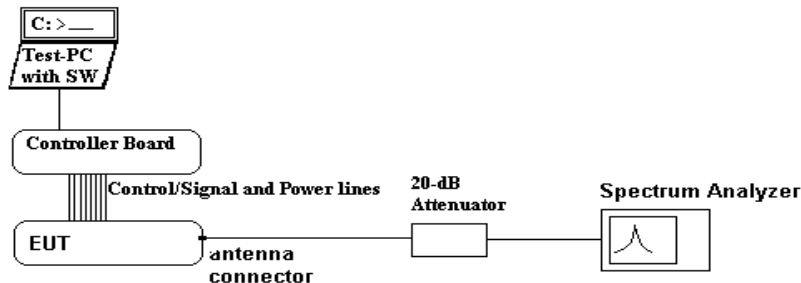 C:>__
Test-PC
with SW
Controller Board
Control/Signal and Power lines
20-dB
Attenuator
Spectrum Analyzer
EUT
antenna
connector